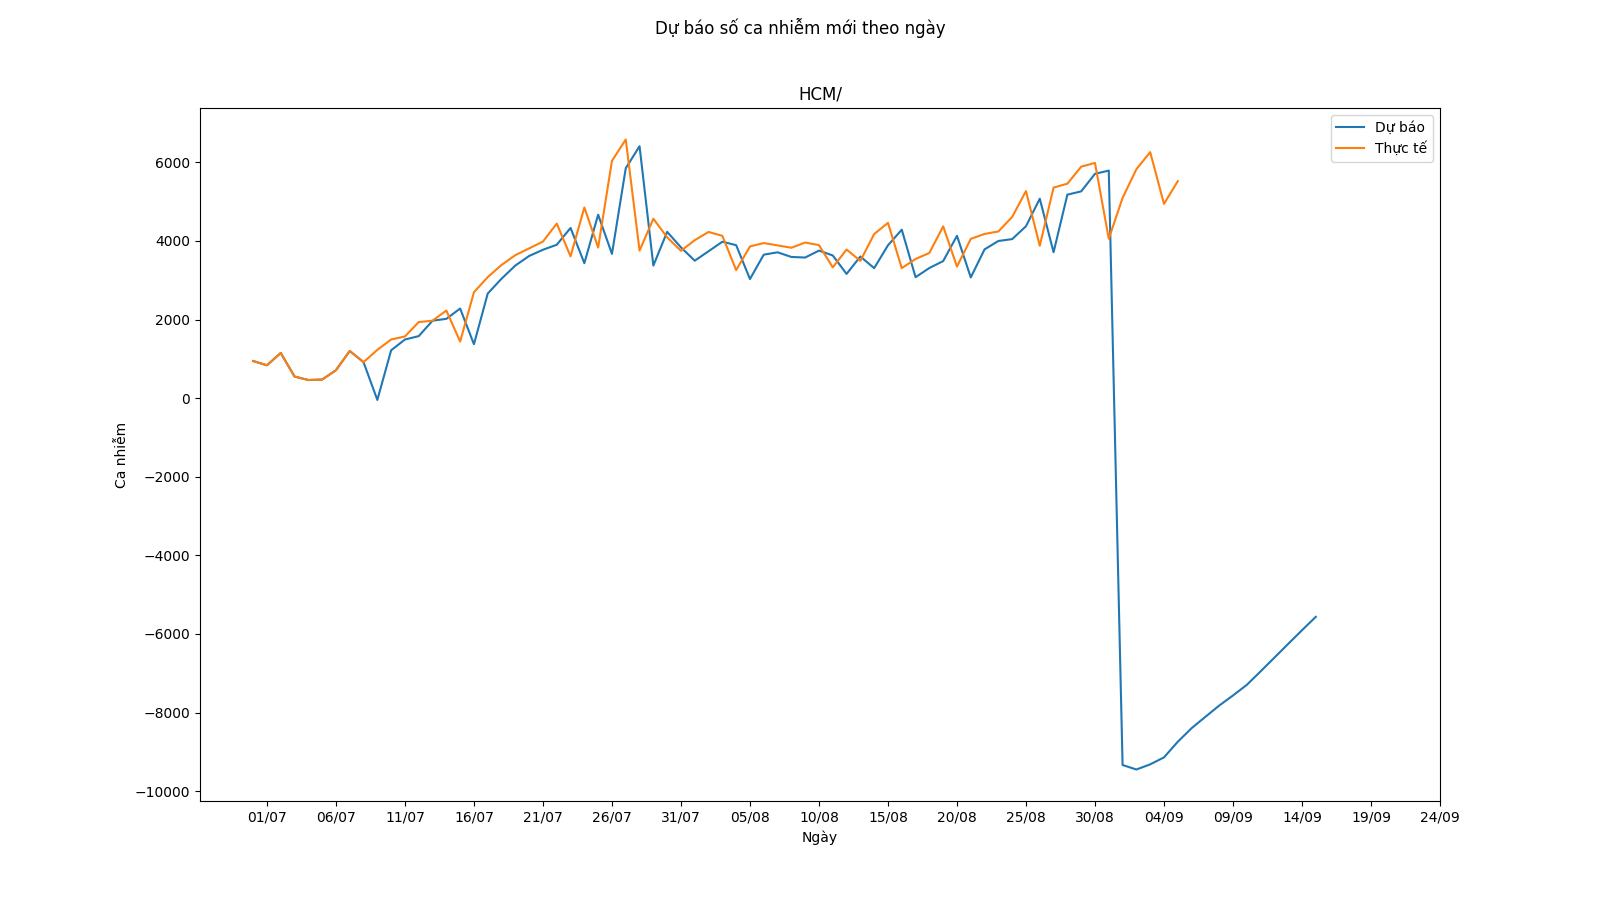 Dự báo số ca nhiễm mới theo ngày
HCM/
Dự báo
Thực tế
6000
4000
2000
0
−2000
−4000
−6000
−8000
−10000
Ca nhiễm
01/07 06/07 11/07 16/07 21/07 26/07 31/07 05/08 10/08 15/08 20/08 25/08 30/08 04/09 09/09 14/09 19/09 24/09
Ngày